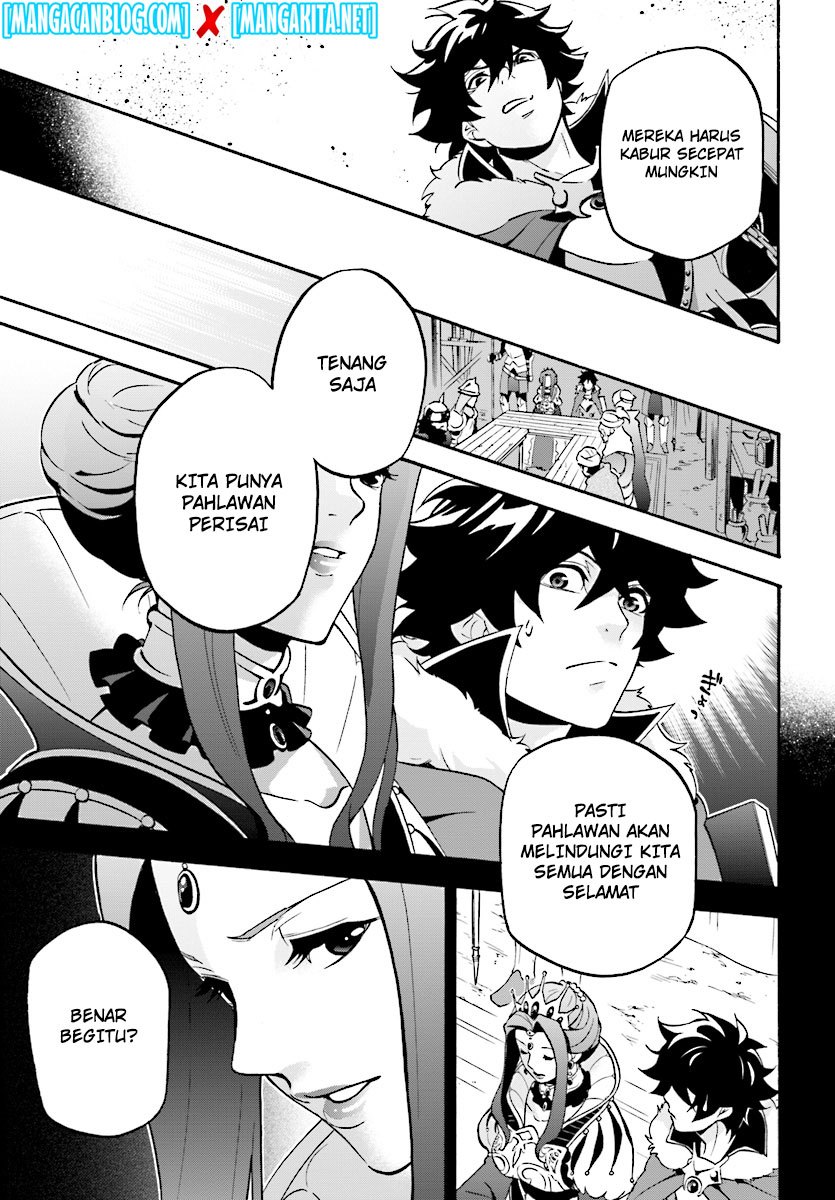 [MANGACANBLOG.COM] X [MANGAKITA.NET]
MEREKA HARUS
KABUR SECEPAT
MUNGKIN
TENANG
SAJA
KITA PUNYA
PAHLAWAN
PERISAI
PASTI
PAHLAWAN AKAN
MELINDUNGI KITA
SEMUA DENGAN
SELAMAT
BENAR
BEGITU?